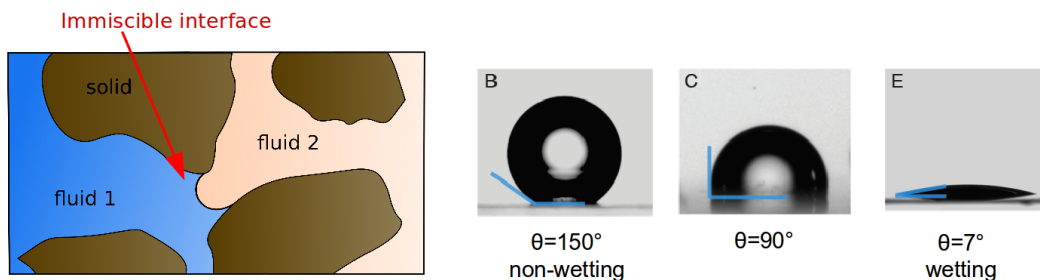 Immiscible interface
solid
fluid 2
fluid 1
B
θ=150°
non-wetting
C
θ=90°
E
θ=7°
wetting